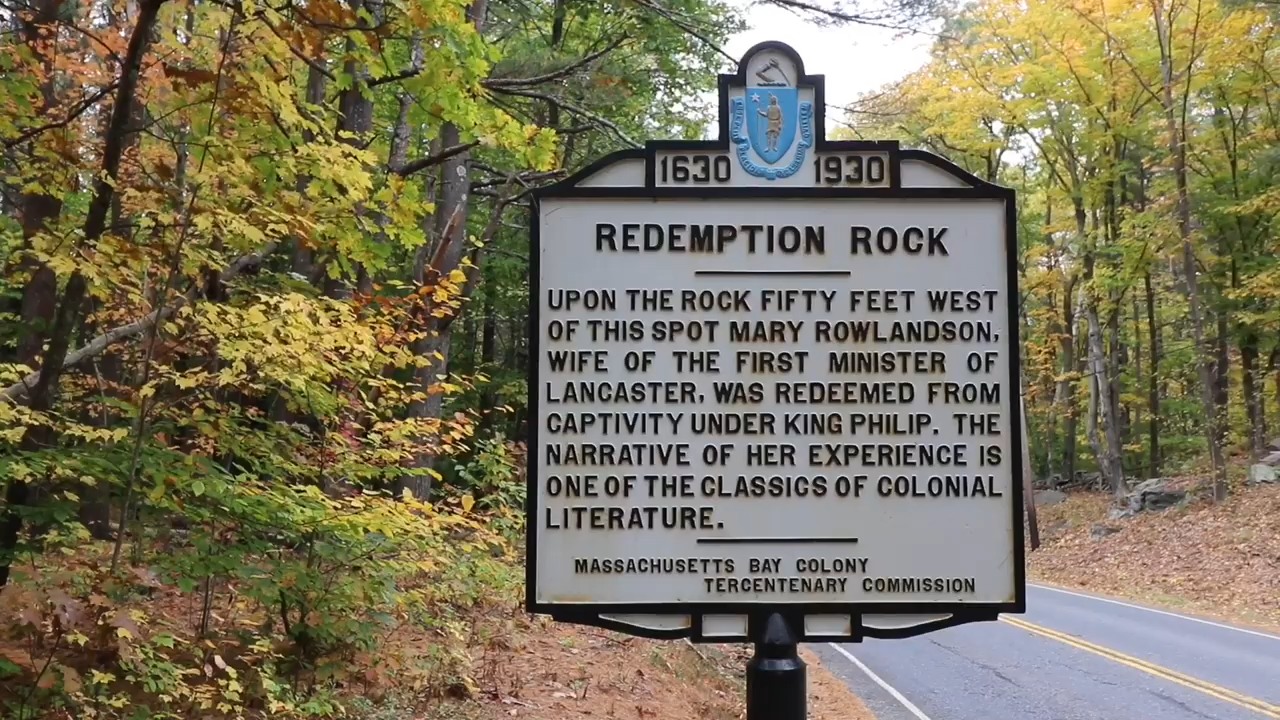 1630 1930
REDEMPTION ROCK
UPON THE ROCK FIFTY FEET WEST
OF THIS SPOT MARY ROWLANDSON,
WIFE OF THE FIRST MINISTER OF
LANCASTER, WAS REDEEMED FROM
CAPTIVITY UNDER KING PHILIP. THE
NARRATIVE OF HER EXPERIENCE IS
ONE OF THE CLASSICS OF COLONIAL
LITERATURE.
MASSACHUSETTS BAY COLONY
TERCENTENARY COMMISSION